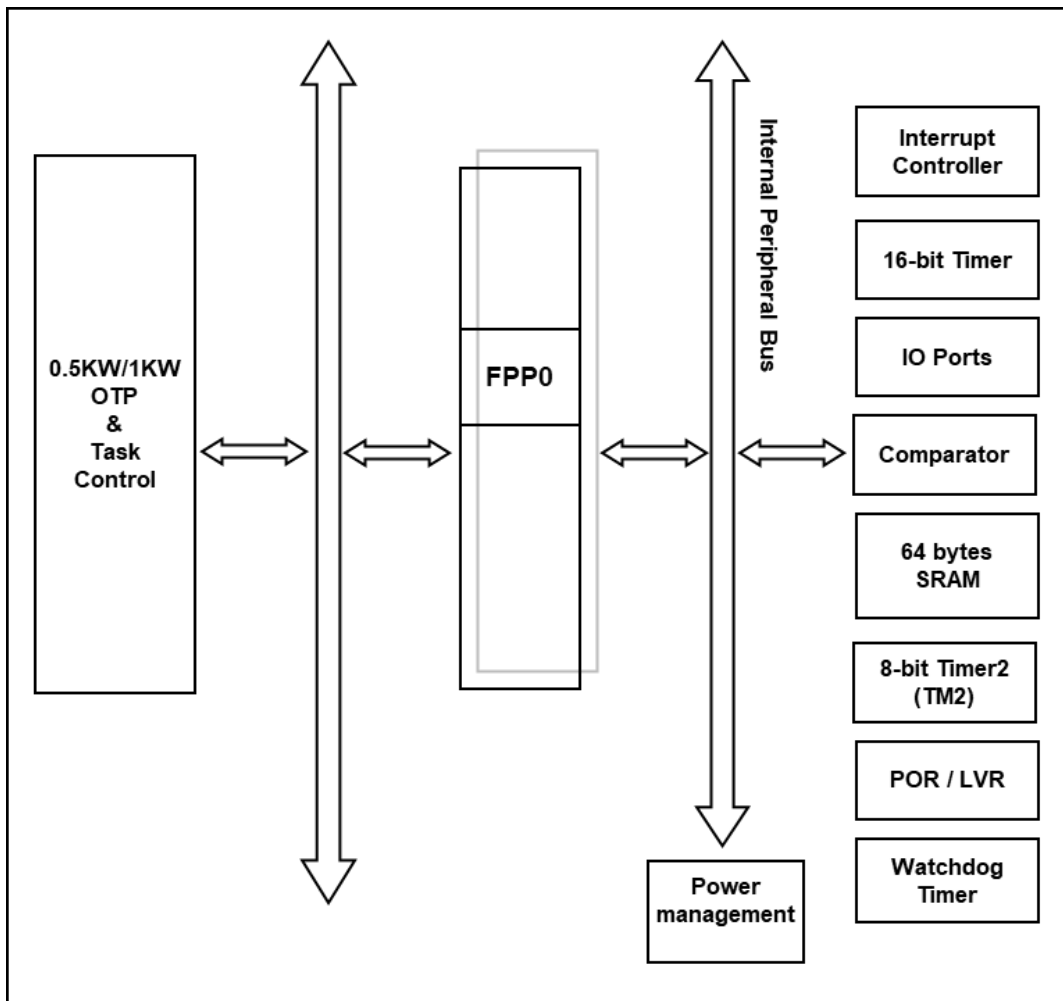 0.5KW/1KW
OTP
&
Task
Control
FPP0
Internal Peripheral Bus
Interrupt
Controller
16-bit Timer
IO Ports
Comparator
64 bytes
SRAM
8-bit Timer2
(TM2)
POR / LVR
Watchdog
Timer
Power
management